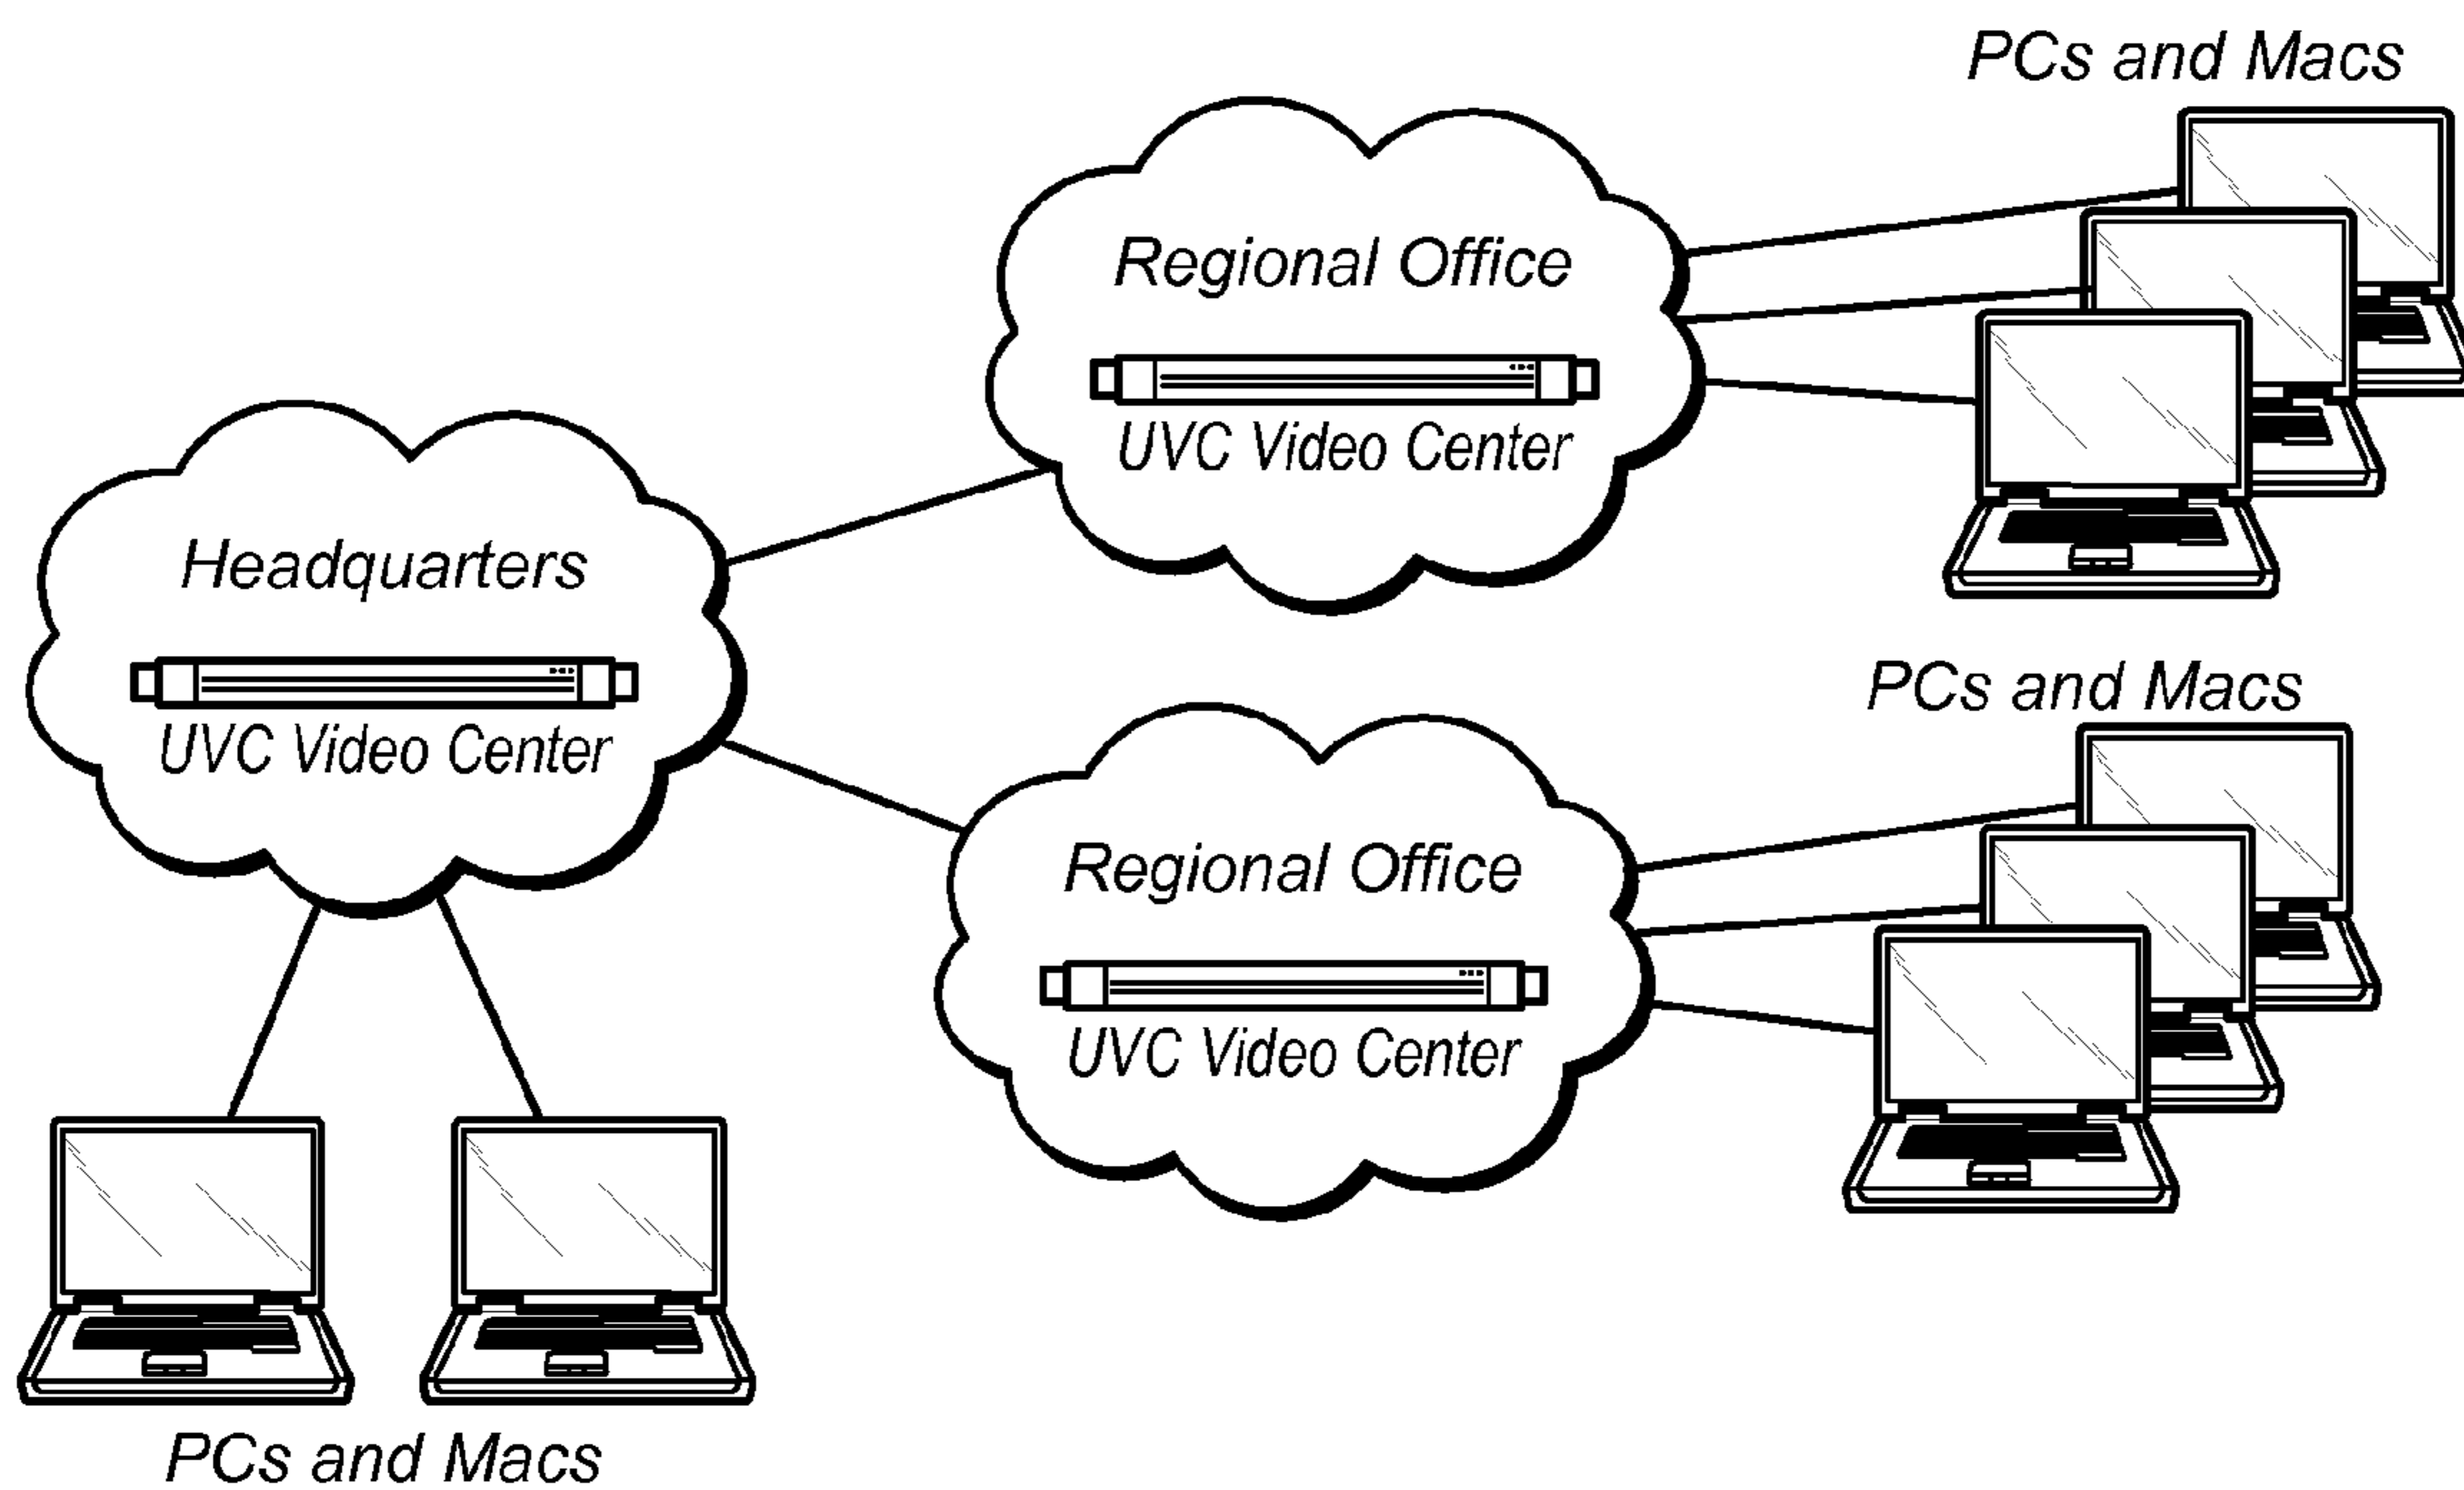 PCs and Macs
Regional Office
UVC Video Center
Headquarters
UVC Video Center
PCs and Macs
Regional Office
UVC Video Center
PCs and Macs